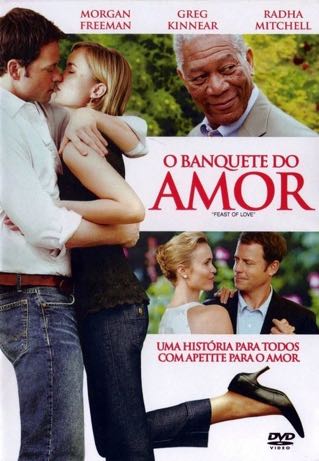 MORGAN FREEMAN
GREG KINNEAR
RADHA MITCHELL
O BANQUETE DO
AMOR
"FEAST OF LOVE"
UMA HISTÓRIA PARA TODOS
COM APETITE PARA O AMOR.
DVD
VIDEO